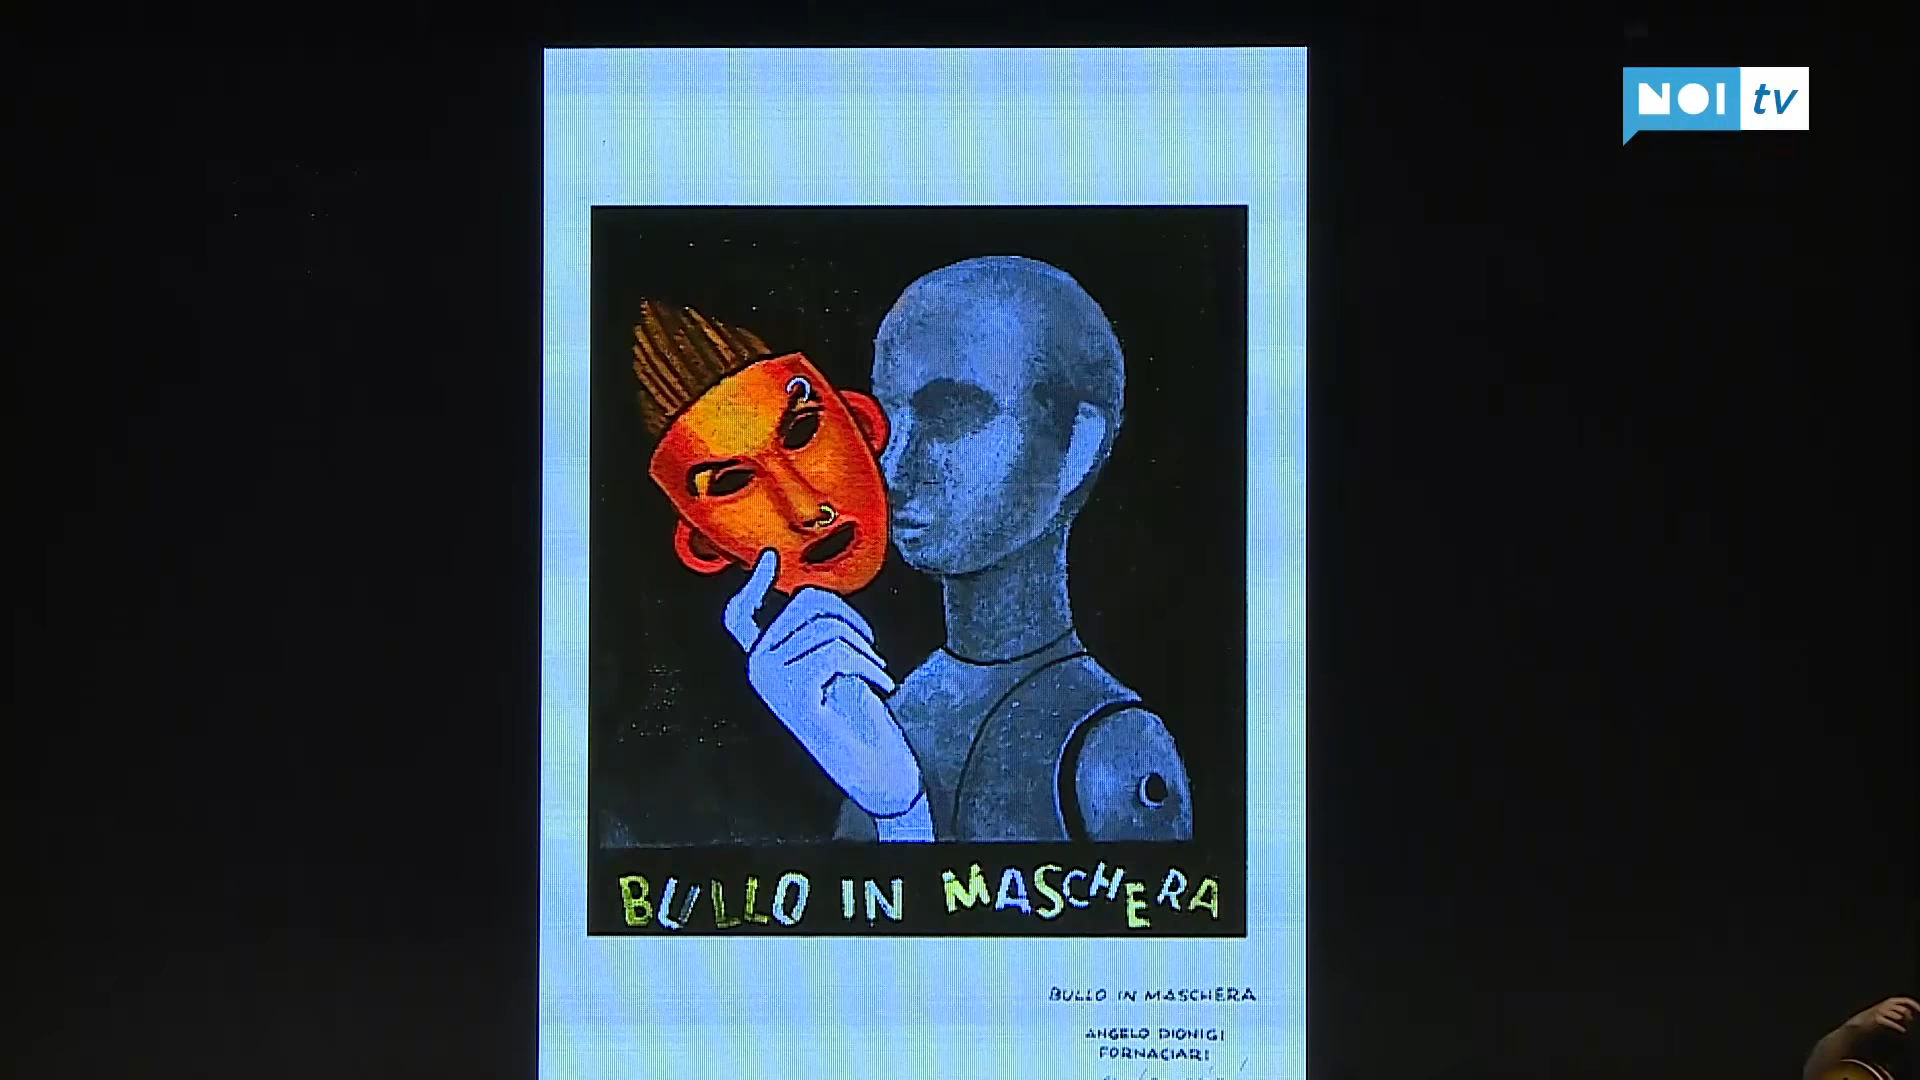 NOI tv
BULLO IN MASCHERA
BULLO IN MASCHERA
ANGELO DIONIGI
FORNACIARI